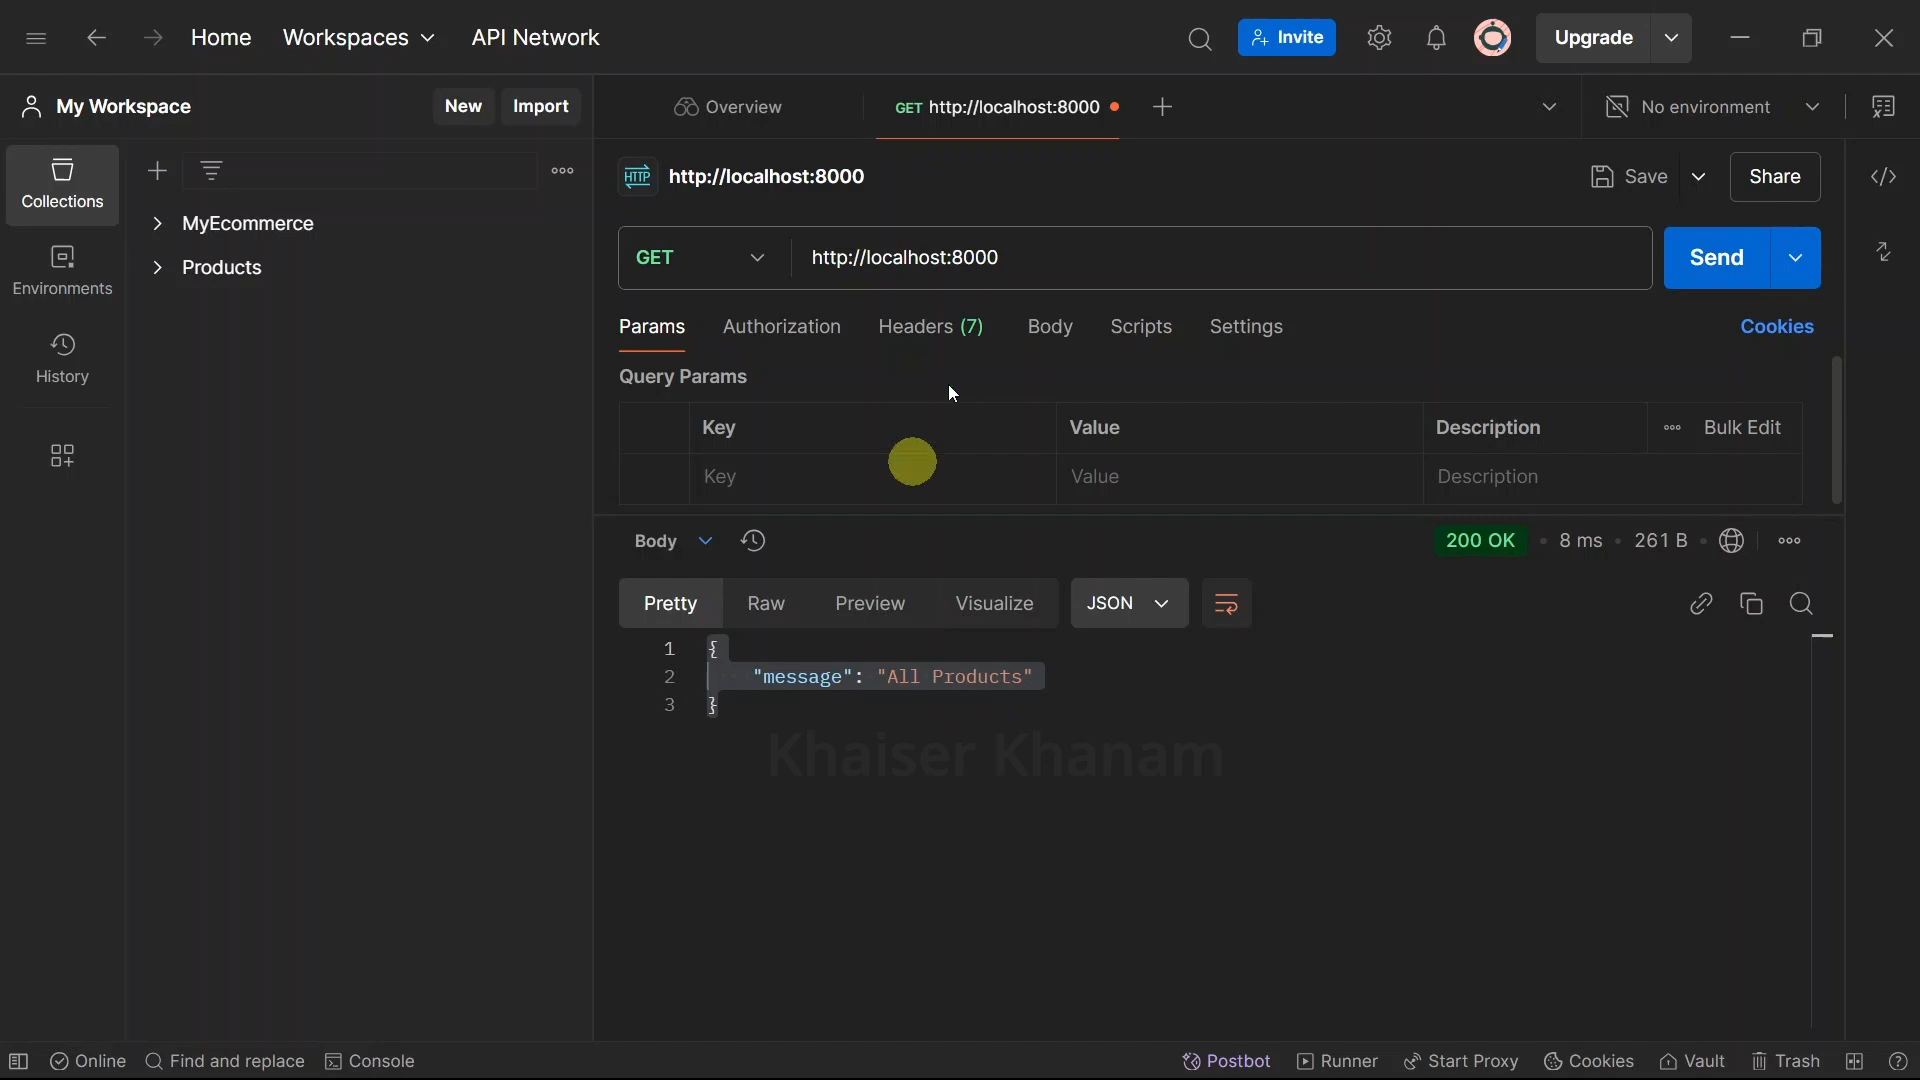 Home Workspaces API Network Invite Upgrade
My Workspace New Import Overview GET http://localhost:8000 No environment
HTTP http://localhost:8000 Save Share
Collections
MyEcommerce
Products
Environments
History
GET http://localhost:8000 Send
Params Authorization Headers (7) Body Scripts Settings Cookies
Query Params
Key Value Description Bulk Edit
Key Value Description
Body 200 OK 8 ms 261 B
Pretty Raw Preview Visualize JSON
1 {
2 "message": "All Products"
3 }
Khaiser Khanam
Online Find and replace Console Postbot Runner Start Proxy Cookies Vault Trash